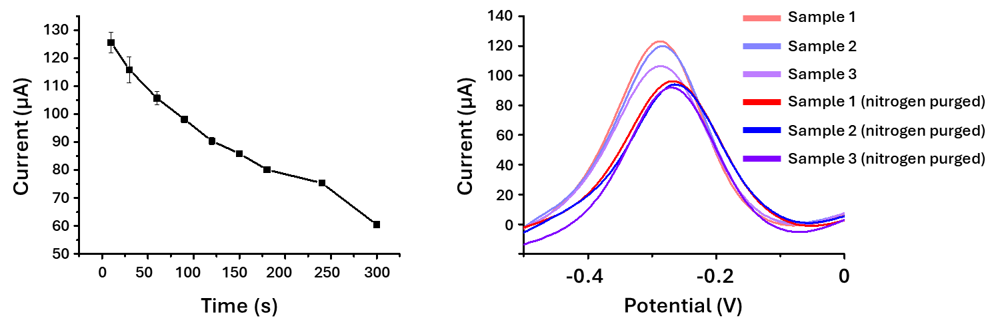 130
120
110
100
90
80
70
60
50
0
50
100
150
200
250
300
Current (µA)
Time (s)
140
120
100
80
60
40
20
0
-0.4
-0.2
0
Current (µA)
Potential (V)
Sample 1
Sample 2
Sample 3
Sample 1 (nitrogen purged)
Sample 2 (nitrogen purged)
Sample 3 (nitrogen purged)